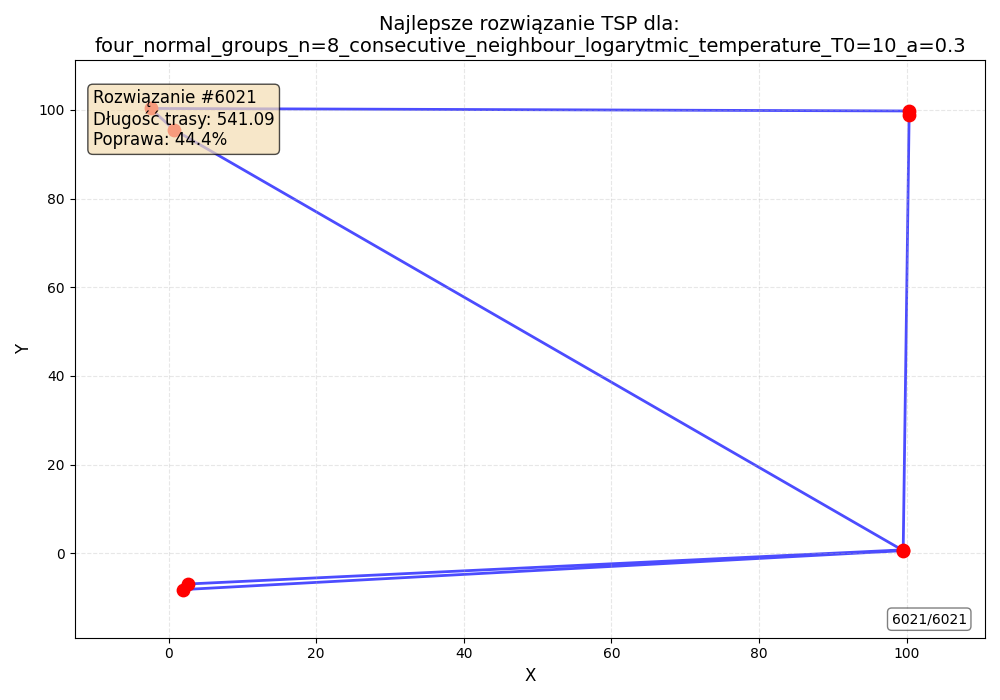 Najlepsze rozwiązanie TSP dla:
four_normal_groups_n=8_consecutive_neighbour_logarytmic_temperature_T0=10_a=0.3
Rozwiązanie #6021
Długość trasy: 541.09
Poprawa: 44.4%
100
80
60
40
20
0
Y
6021/6021
0 20 40 60 80 100
X